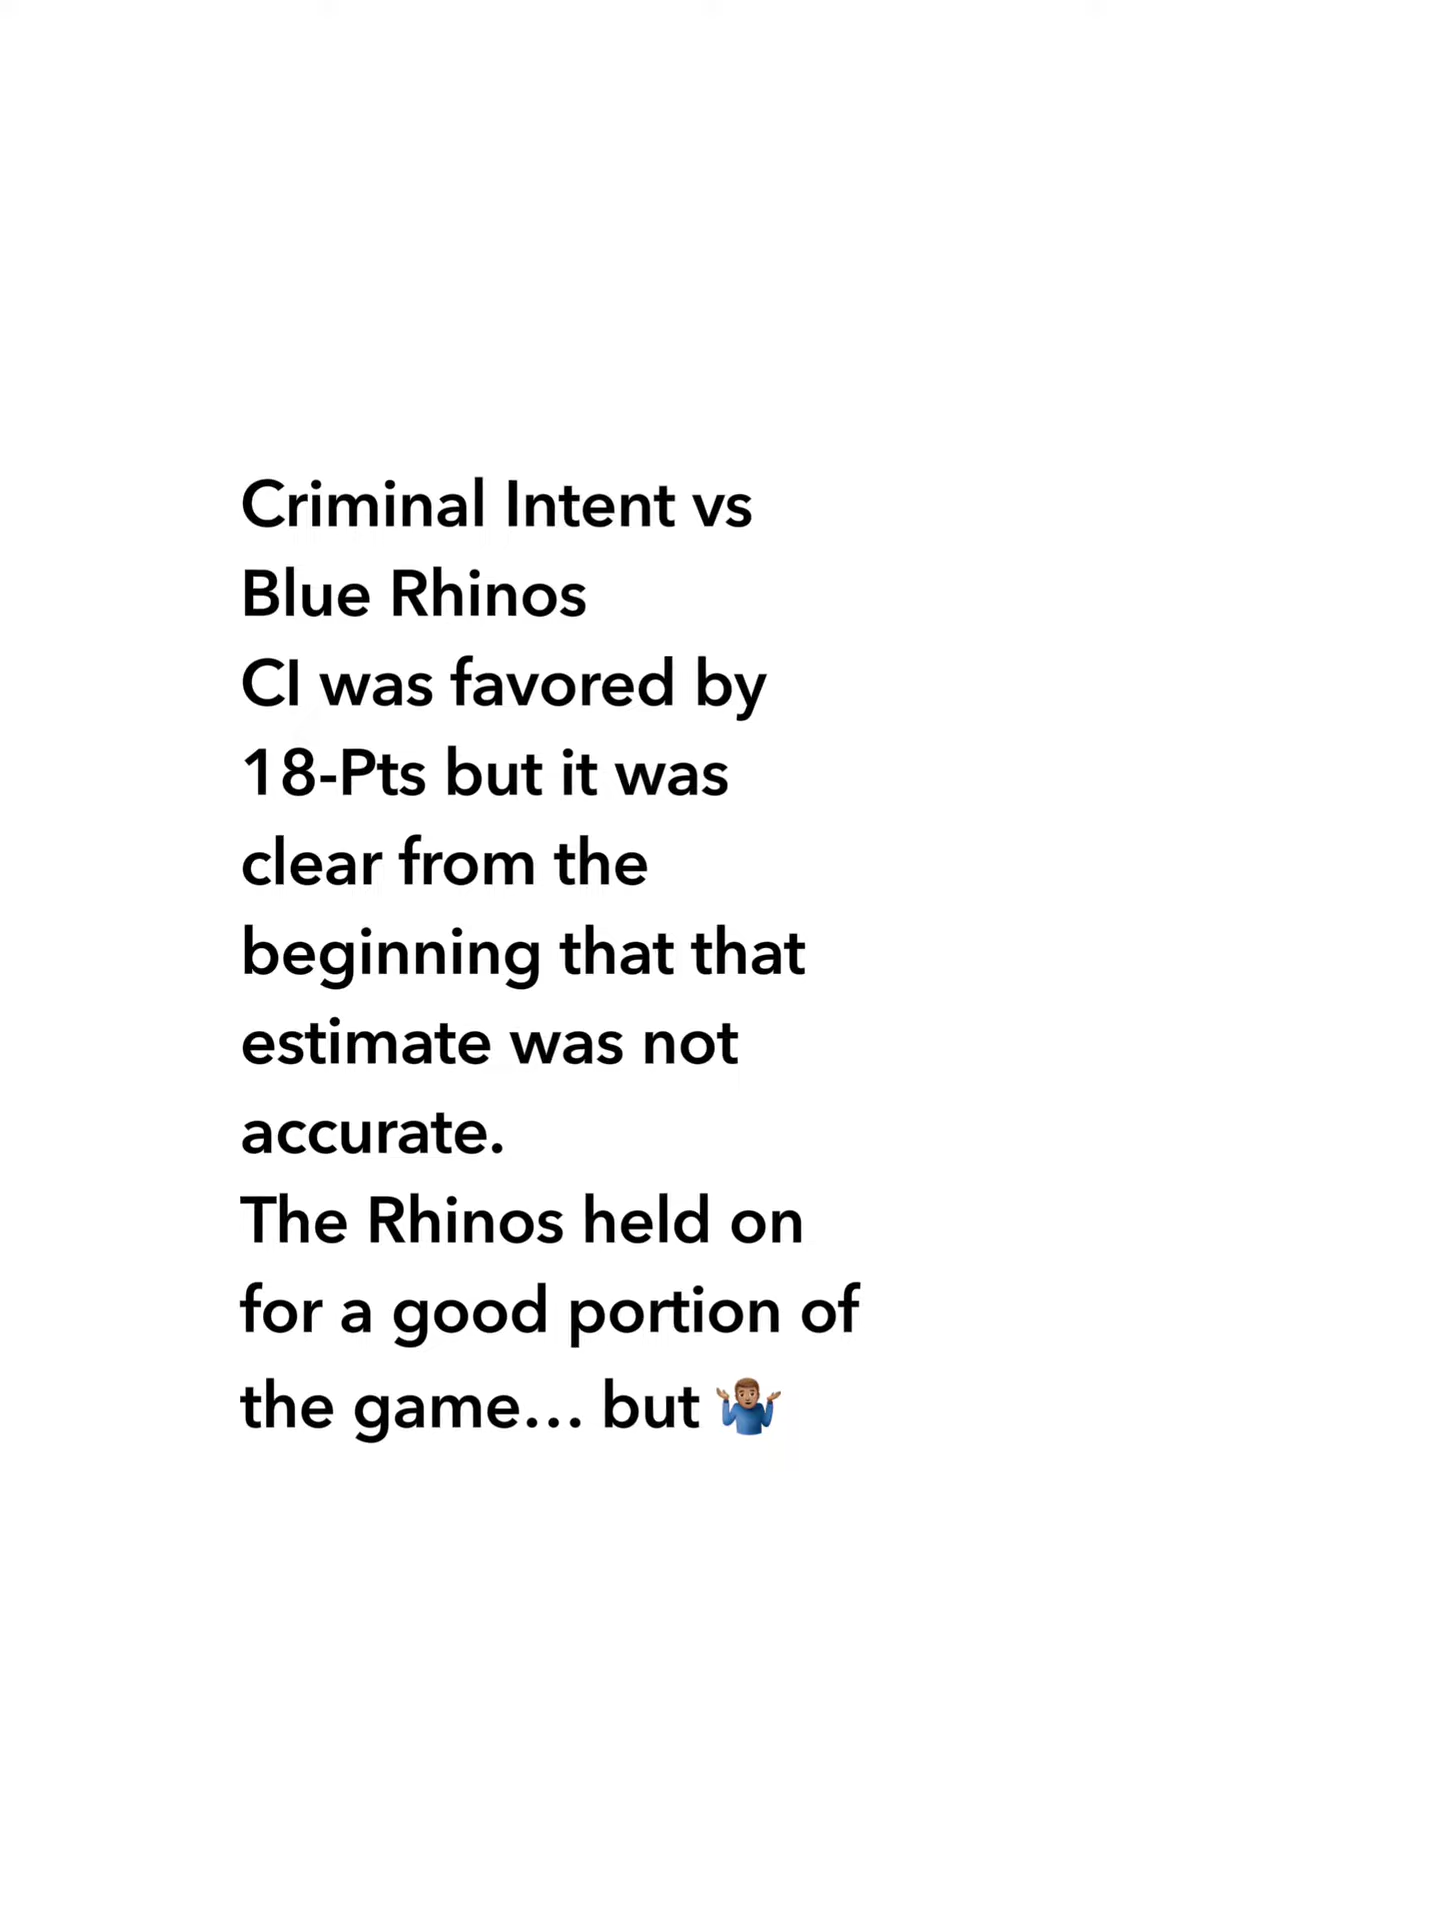 Criminal Intent vs
Blue Rhinos
CI was favored by
18-Pts but it was
clear from the
beginning that that
estimate was not
accurate.
The Rhinos held on
for a good portion of
the game... but 🤷🏽‍♂️